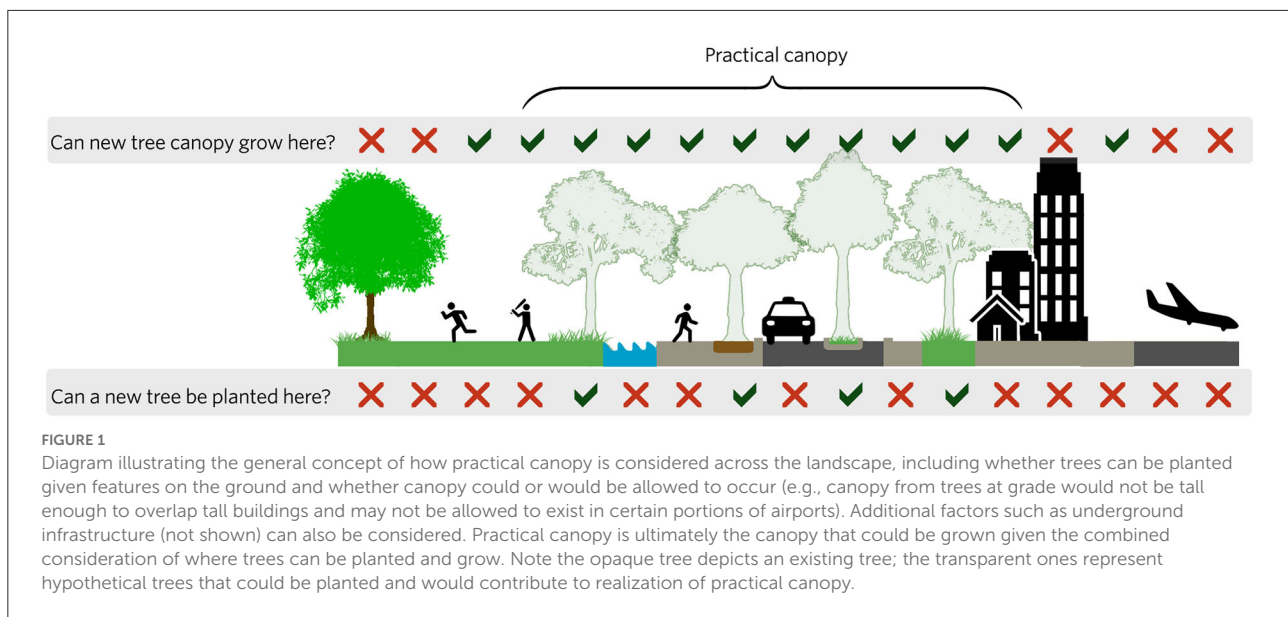 Practical canopy
Can new tree canopy grow here?
Can a new tree be planted here?
FIGURE 1
Diagram illustrating the general concept of how practical canopy is considered across the landscape, including whether trees can be planted
given features on the ground and whether canopy could or would be allowed to occur (e.g., canopy from trees at grade would not be tall
enough to overlap tall buildings and may not be allowed to exist in certain portions of airports). Additional factors such as underground
infrastructure (not shown) can also be considered. Practical canopy is ultimately the canopy that could be grown given the combined
consideration of where trees can be planted and grow. Note the opaque tree depicts an existing tree; the transparent ones represent
hypothetical trees that could be planted and would contribute to realization of practical canopy.